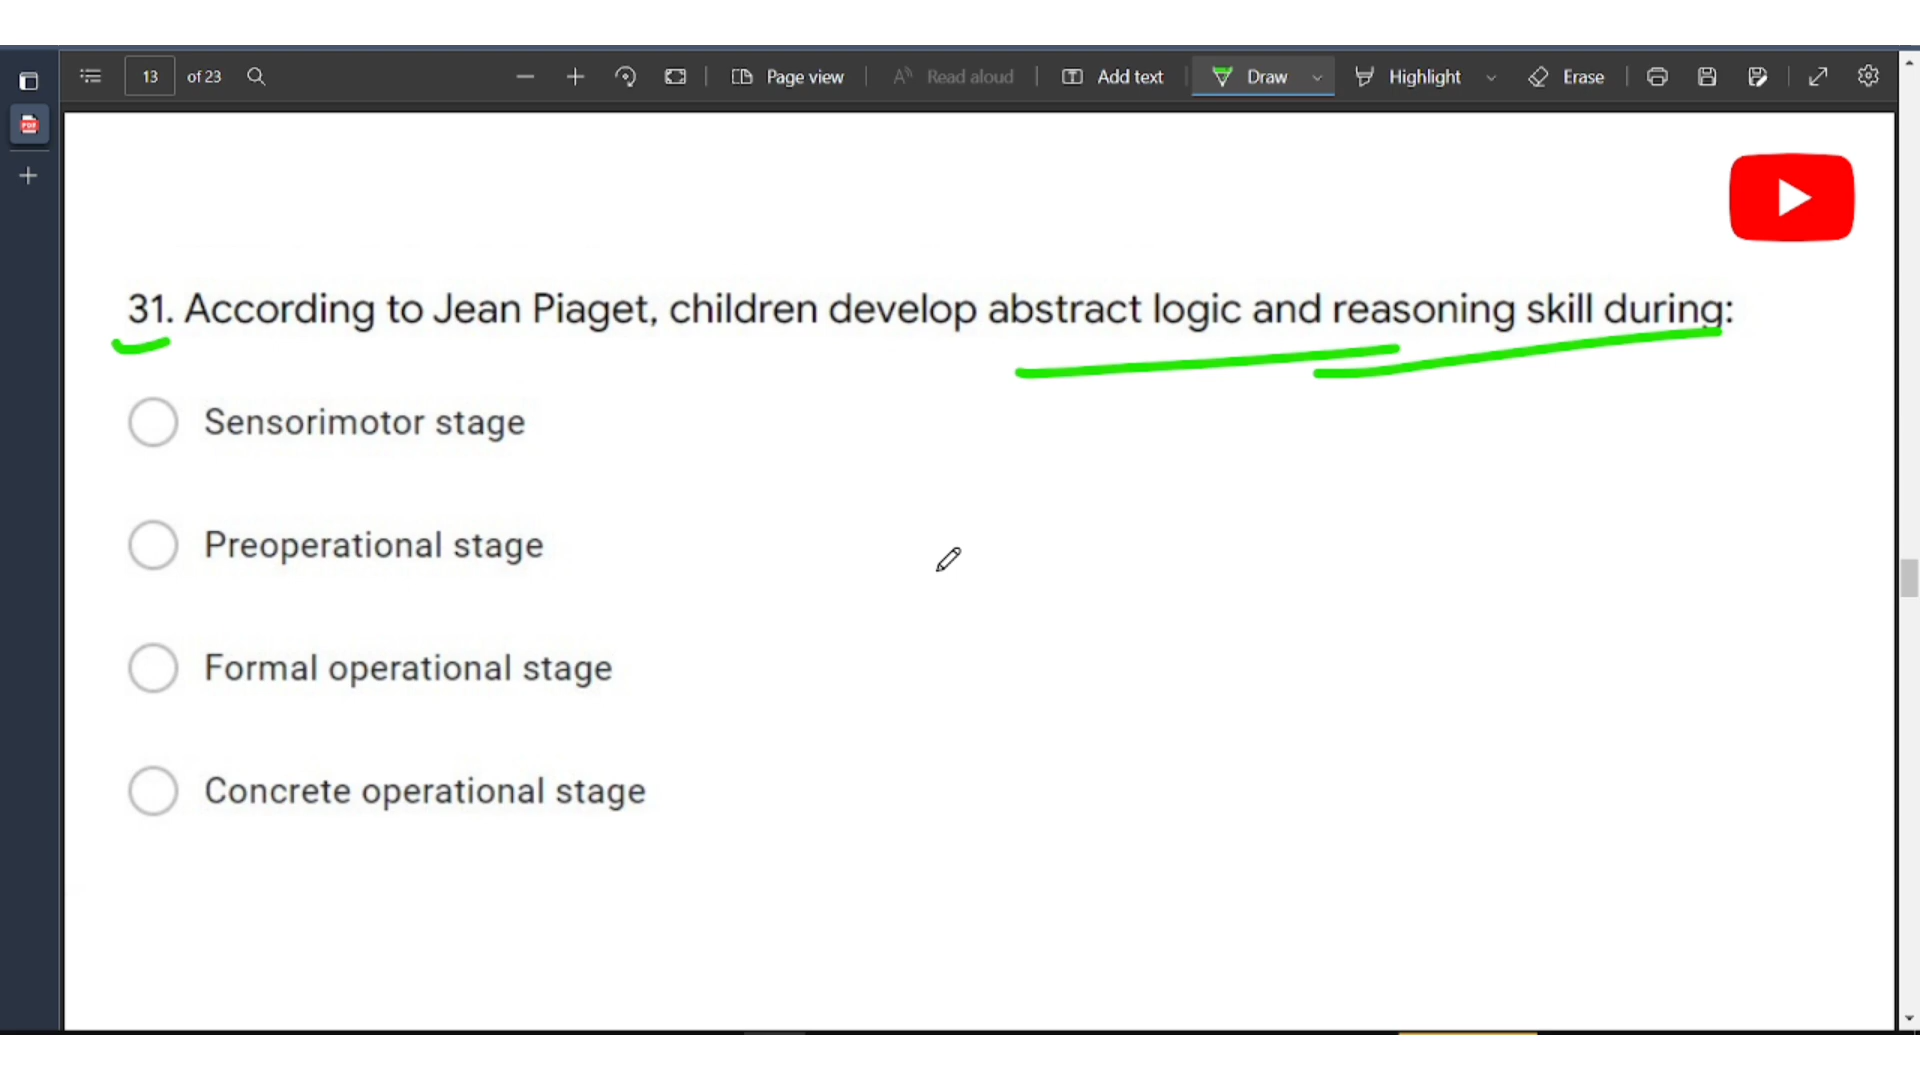 13 of 23 Page view Read aloud Add text Draw Highlight Erase
31. According to Jean Piaget, children develop abstract logic and reasoning skill during:
Sensorimotor stage
Preoperational stage
Formal operational stage
Concrete operational stage